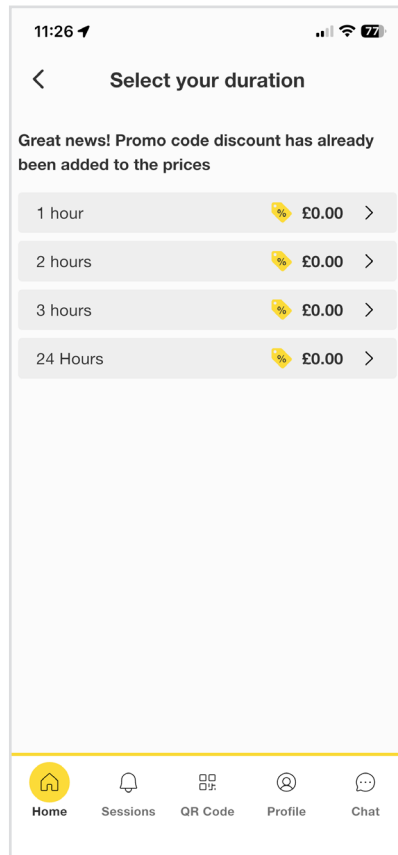 11:26
77
Select your duration
Great news! Promo code discount has already
been added to the prices
1 hour % £0.00
2 hours % £0.00
3 hours % £0.00
24 Hours % £0.00
Home Sessions QR Code Profile Chat